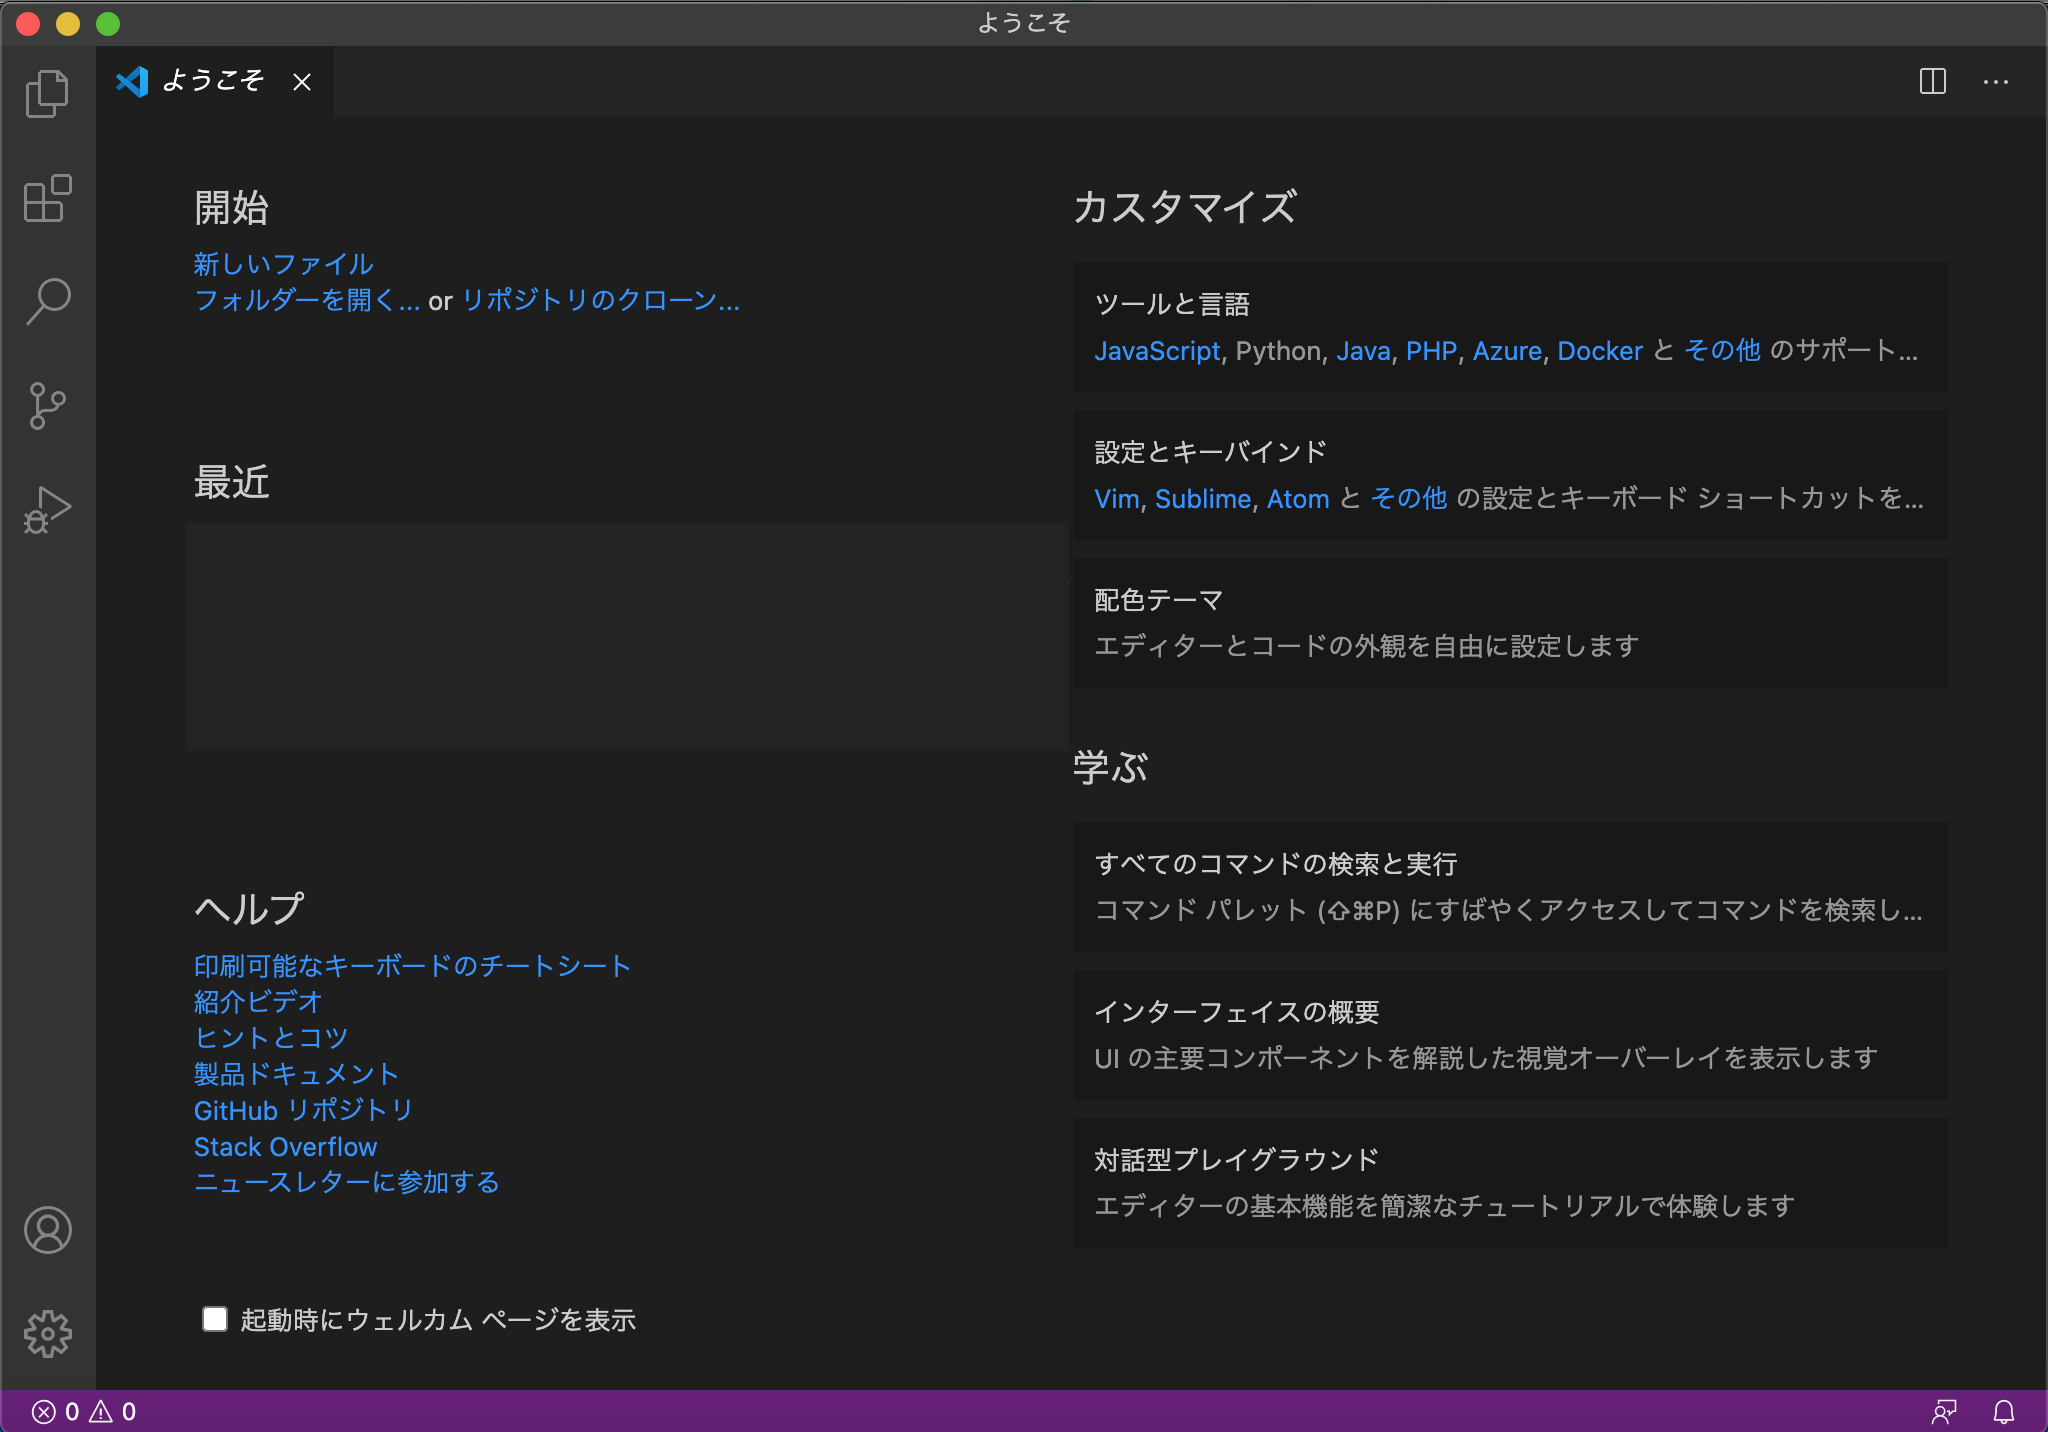 ようこそ
ようこそ
開始
新しいファイル
フォルダーを開く... or リポジトリのクローン...
最近
ヘルプ
印刷可能なキーボードのチートシート
紹介ビデオ
ヒントとコツ
製品ドキュメント
GitHub リポジトリ
Stack Overflow
ニュースレターに参加する
起動時にウェルカム ページを表示
カスタマイズ
ツールと言語
JavaScript, Python, Java, PHP, Azure, Docker と その他 のサポート...
設定とキーバインド
Vim, Sublime, Atom と その他 の設定とキーボード ショートカットを...
配色テーマ
エディターとコードの外観を自由に設定します
学ぶ
すべてのコマンドの検索と実行
コマンド パレット (⇧⌘P) にすばやくアクセスしてコマンドを検索し...
インターフェイスの概要
UI の主要コンポーネントを解説した視覚オーバーレイを表示します
対話型プレイグラウンド
エディターの基本機能を簡潔なチュートリアルで体験します
0 0